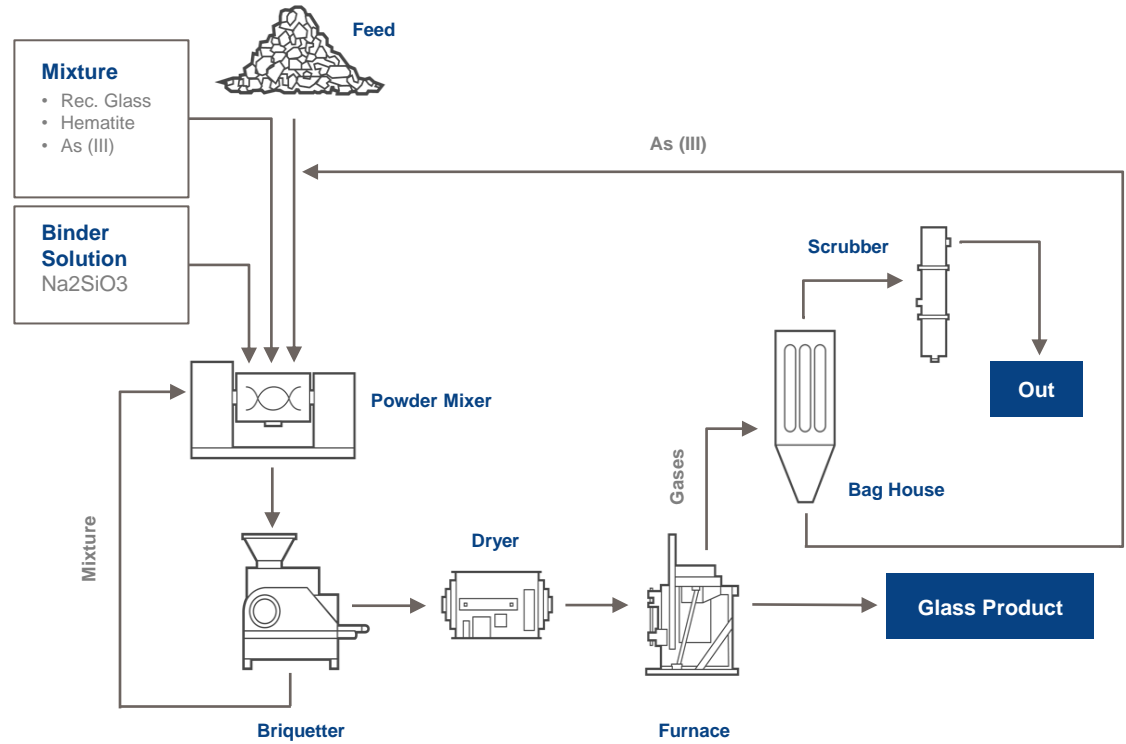 Feed
Mixture
• Rec. Glass
• Hematite
• As (III)
As (III)
Binder
Solution
Na2SiO3
Scrubber
Out
Powder Mixer
Gases
Bag House
Mixture
Dryer
Glass Product
Briquetter
Furnace